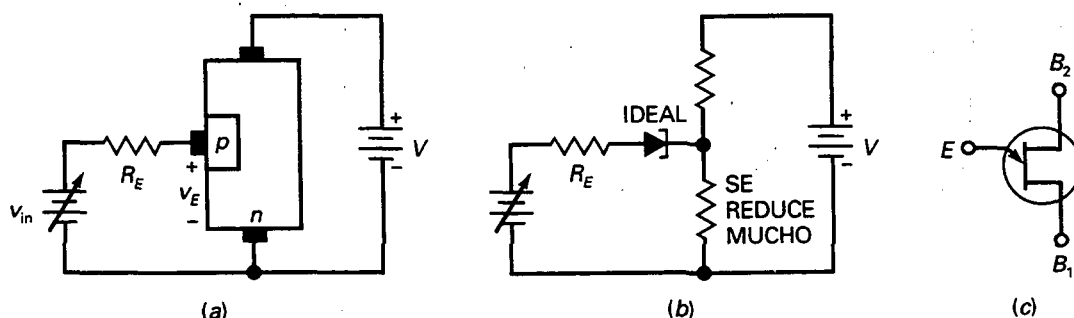 p
n
R_E
+
v_E
-
v_in
+
V
-
(a)
IDEAL
R_E
SE
REDUCE
MUCHO
+
V
-
(b)
B_2
E
B_1
(c)